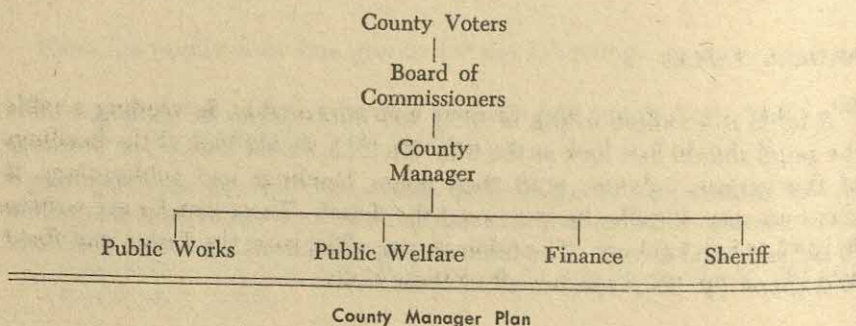 County Voters
Board of
Commissioners
County
Manager
Public Works Public Welfare Finance Sheriff
County Manager Plan